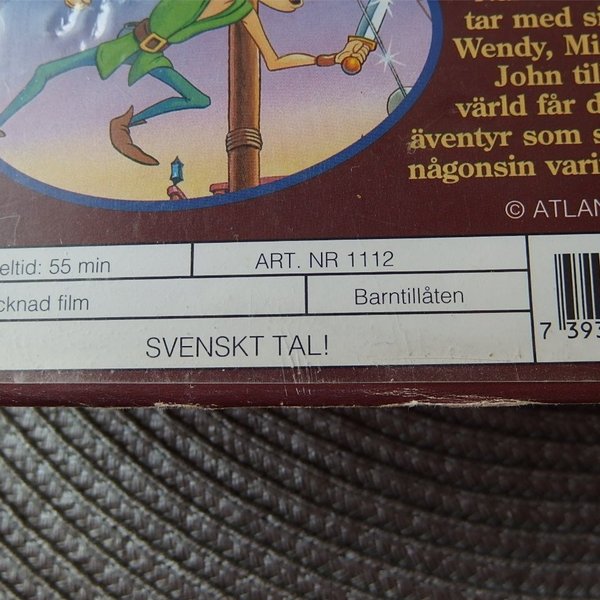 tar med si
Wendy, Mi
John til
värld får d
äventyr som s
någonsin vari
© ATLAN
eltid: 55 min
ART. NR 1112
cknad film
Barntillåten
7 393
SVENSKT TAL!